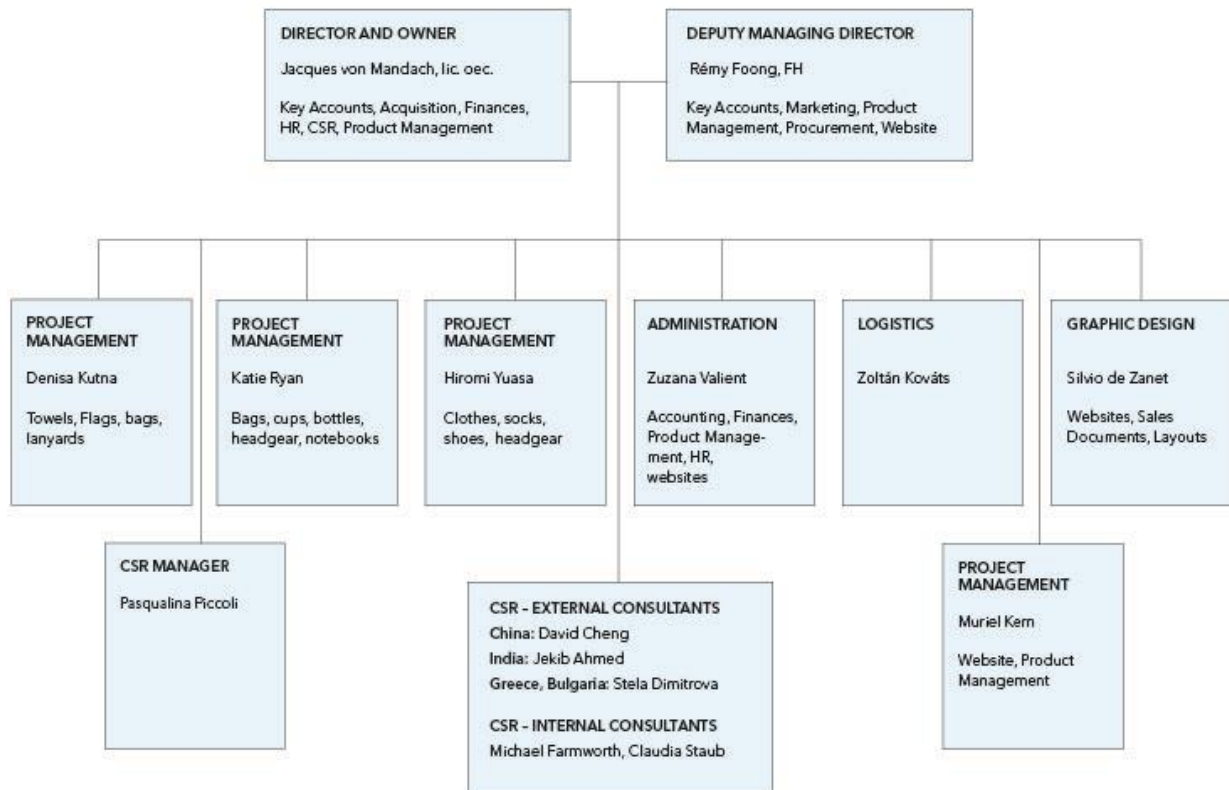 DIRECTOR AND OWNER
Jacques von Mandach, lic. oec.
Key Accounts, Acquisition, Finances,
HR, CSR, Product Management
DEPUTY MANAGING DIRECTOR
Rémy Foong, FH
Key Accounts, Marketing, Product
Management, Procurement, Website
PROJECT
MANAGEMENT
Denisa Kutna
Towels, Flags, bags,
lanyards
PROJECT
MANAGEMENT
Katie Ryan
Bags, cups, bottles,
headgear, notebooks
PROJECT
MANAGEMENT
Hiromi Yuasa
Clothes, socks,
shoes, headgear
ADMINISTRATION
Zuzana Valient
Accounting, Finances,
Product Manage-
ment, HR,
websites
LOGISTICS
Zoltán Kováts
GRAPHIC DESIGN
Silvio de Zanet
Websites, Sales
Documents, Layouts
CSR MANAGER
Pasqualina Piccoli
CSR – EXTERNAL CONSULTANTS
China: David Cheng
India: Jekib Ahmed
Greece, Bulgaria: Stela Dimitrova
CSR – INTERNAL CONSULTANTS
Michael Farmworth, Claudia Staub
PROJECT
MANAGEMENT
Muriel Kern
Website, Product
Management